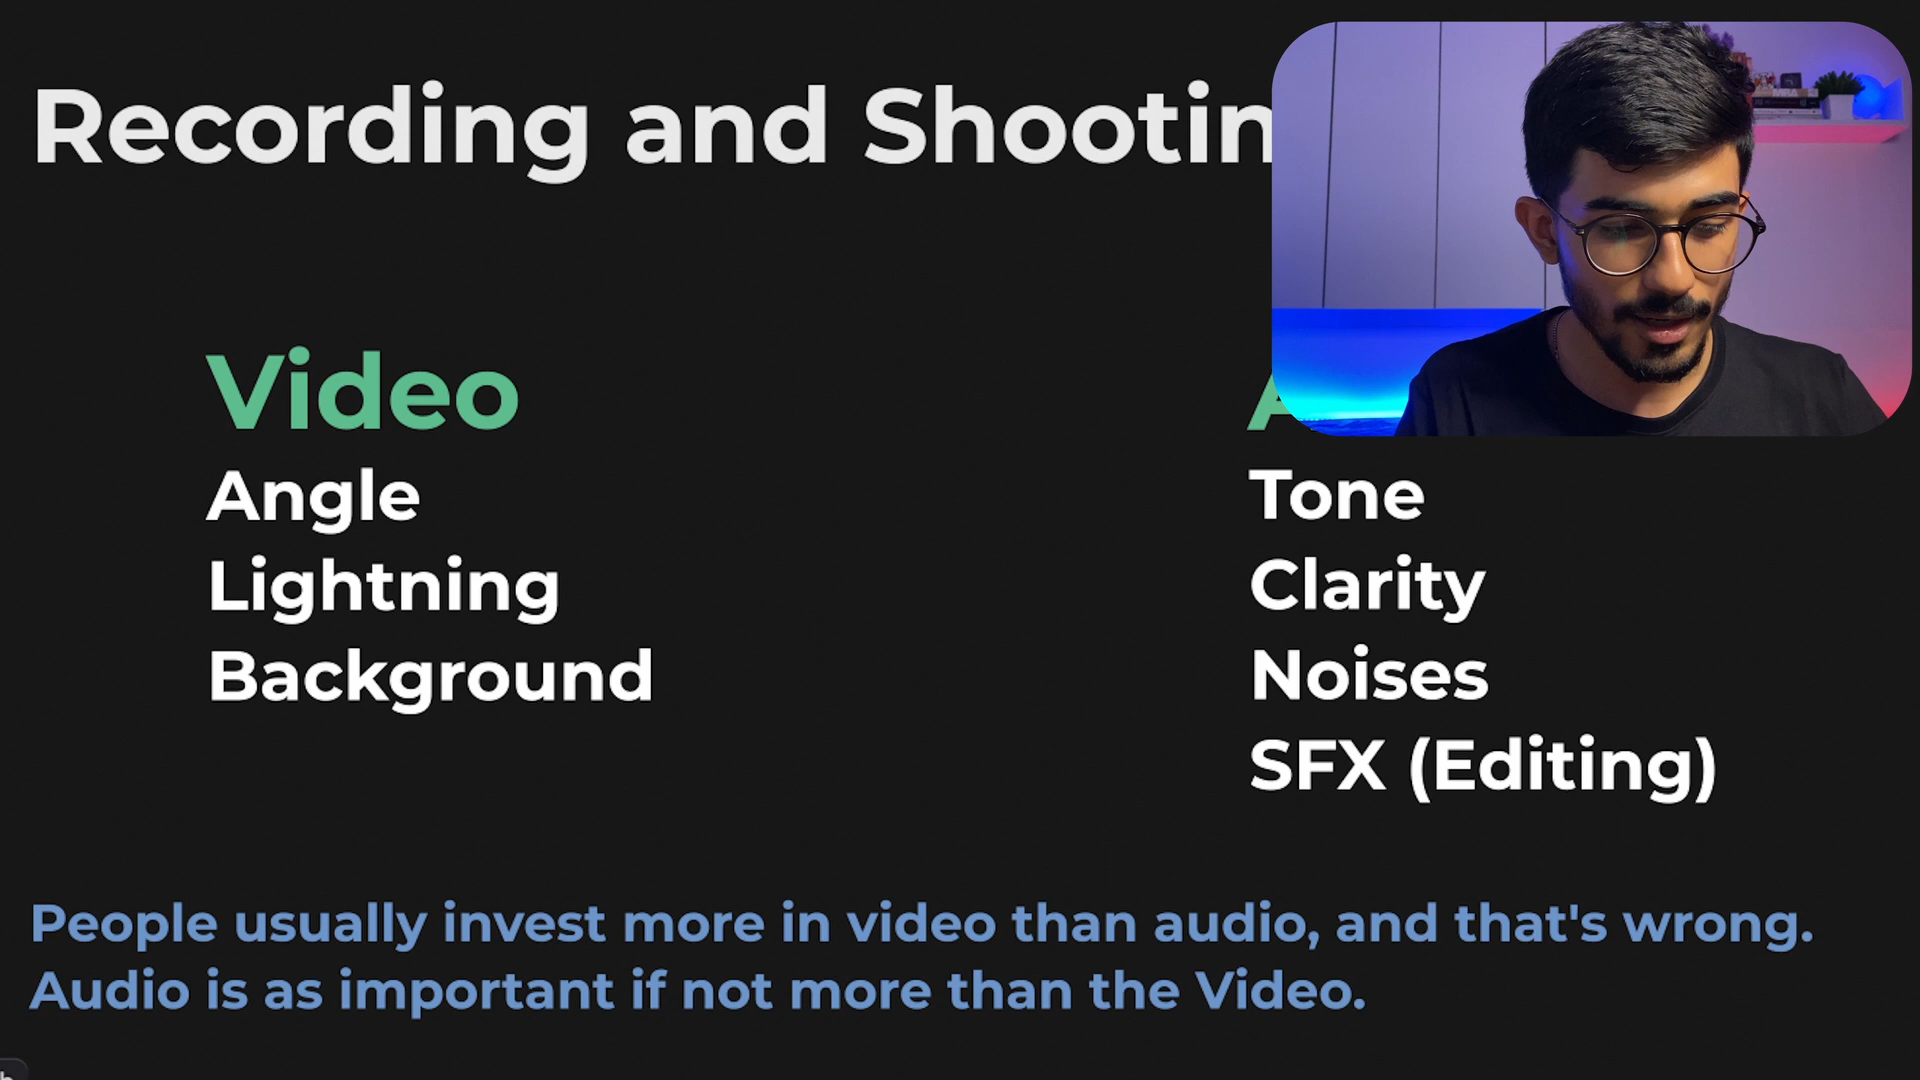 Recording and Shootin
Video
Angle
Lightning
Background
A
Tone
Clarity
Noises
SFX (Editing)
People usually invest more in video than audio, and that's wrong.
Audio is as important if not more than the Video.